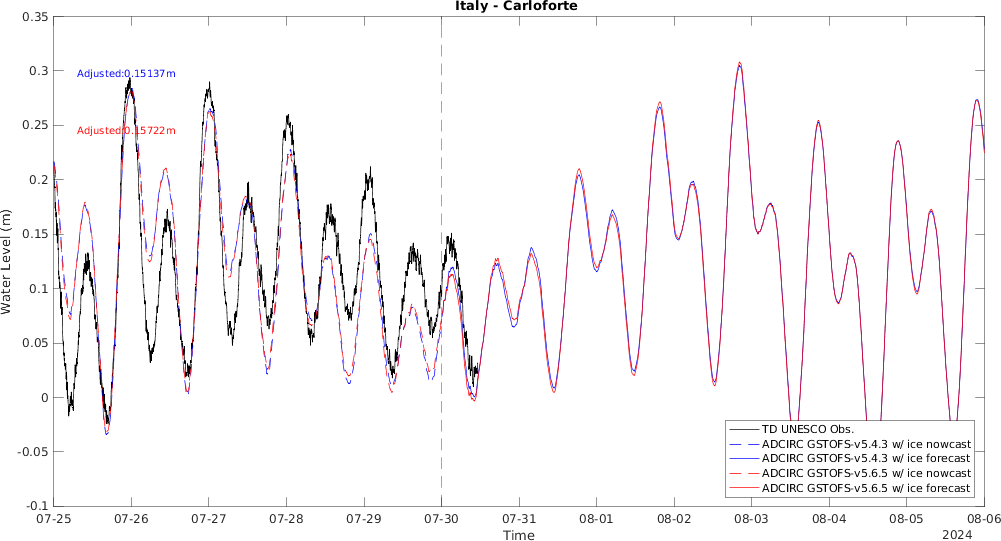 Italy - Carloforte
0.35
0.3
0.25
0.2
0.15
0.1
0.05
0
-0.05
-0.1
Water Level (m)
Adjusted:0.15137m
Adjusted:0.15722m
TD UNESCO Obs.
ADCIRC GSTOFS-v5.4.3 w/ ice nowcast
ADCIRC GSTOFS-v5.4.3 w/ ice forecast
ADCIRC GSTOFS-v5.6.5 w/ ice nowcast
ADCIRC GSTOFS-v5.6.5 w/ ice forecast
07-25 07-26 07-27 07-28 07-29 07-30 07-31 08-01 08-02 08-03 08-04 08-05 08-06
Time
2024